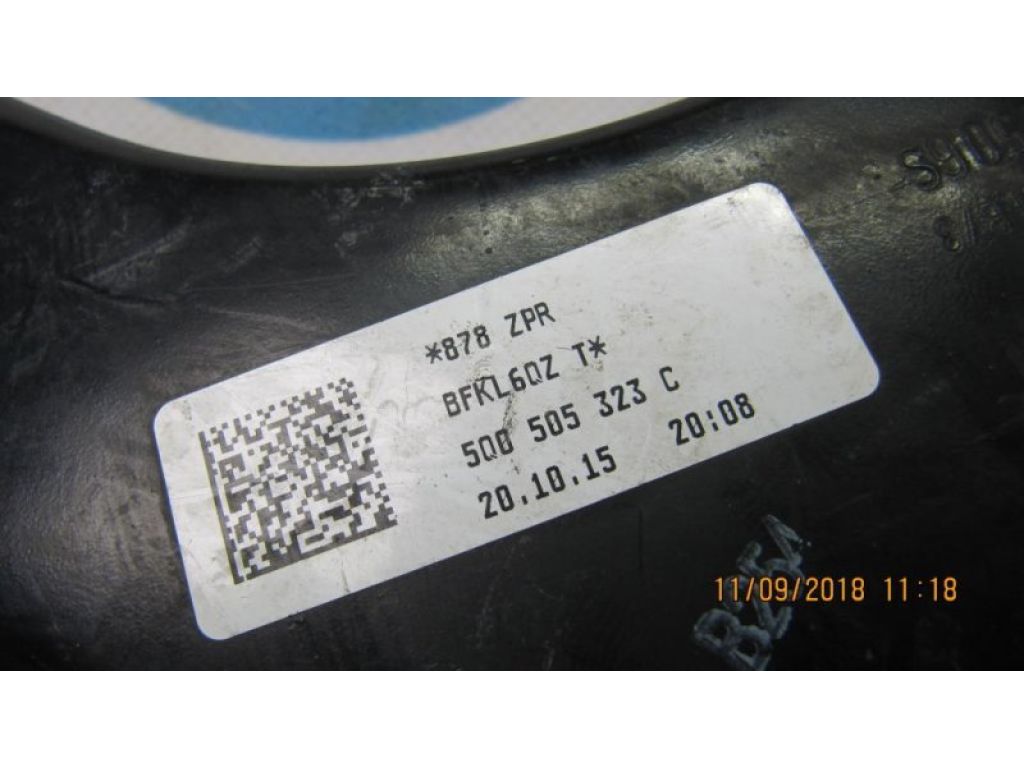 *878 ZPR
BFKL6QZ T*
5Q0 505 323 C
20.10.15 20:08
11/09/2018 11:18